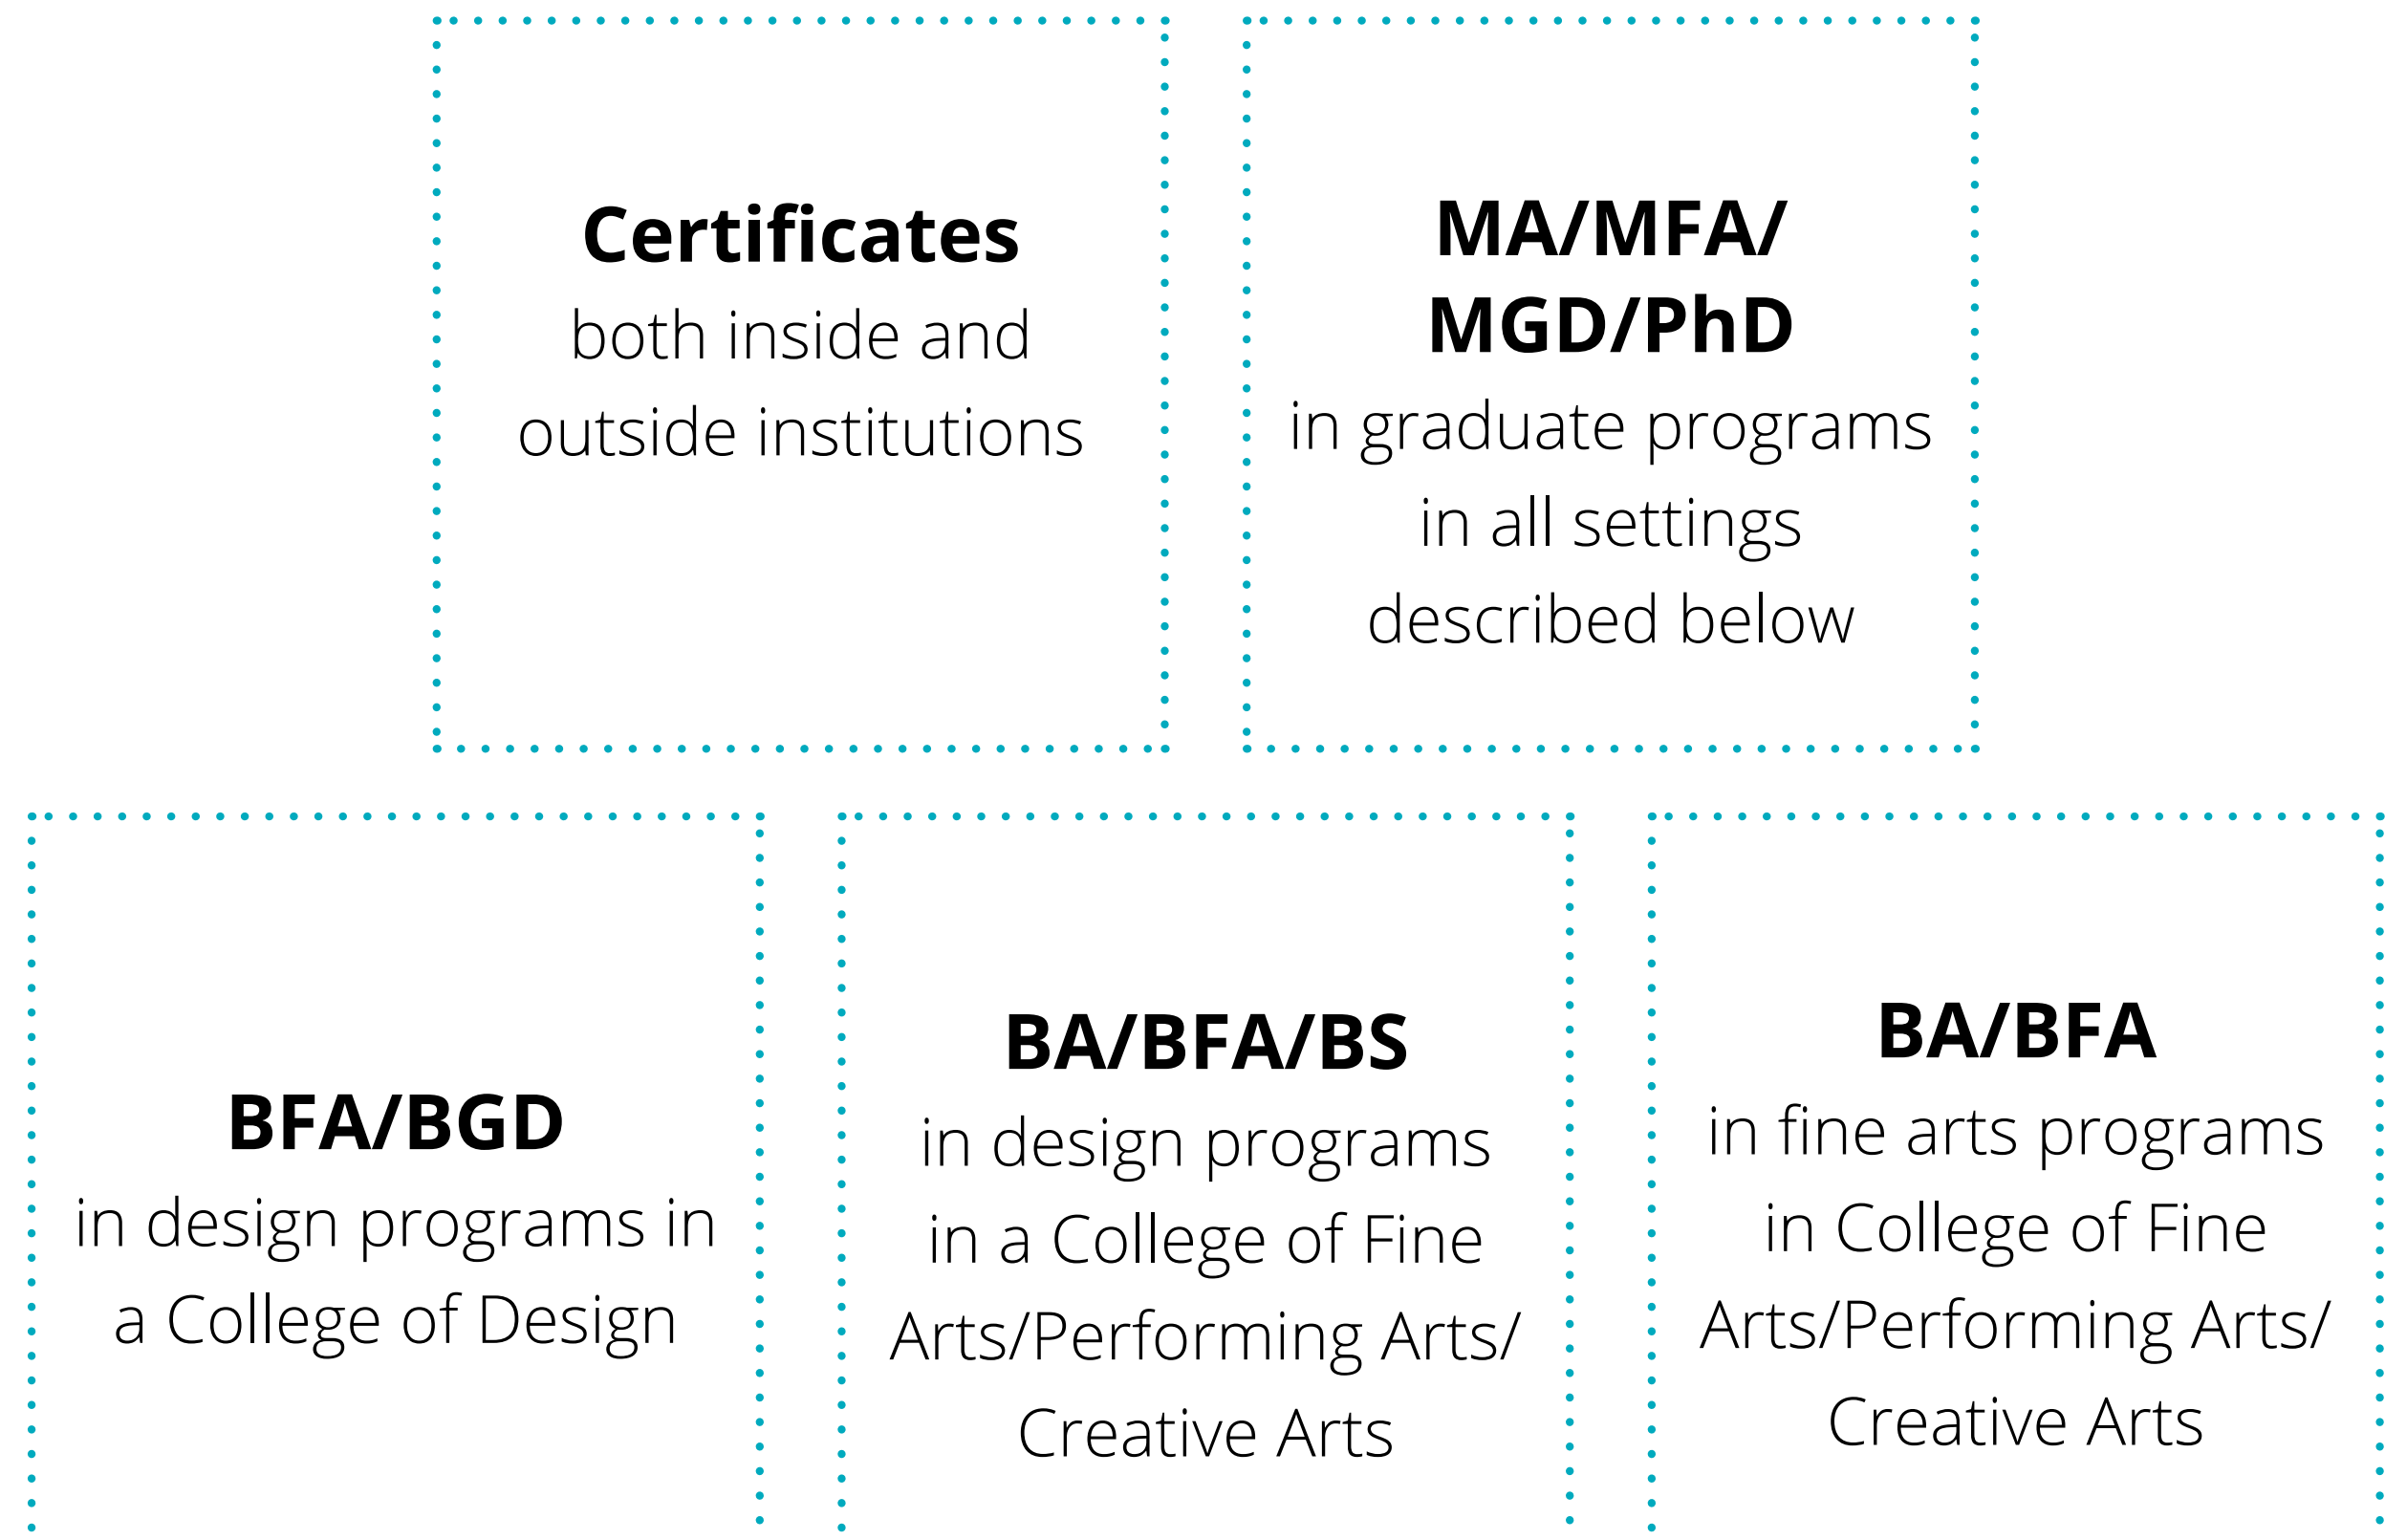 Certificates
both inside and
outside institutions
MA/MFA/
MGD/PhD
in graduate programs
in all settings
described below
BFA/BGD
in design programs in
a College of Design
BA/BFA/BS
in design programs
in a College of Fine
Arts/Performing Arts/
Creative Arts
BA/BFA
in fine arts programs
in College of Fine
Arts/Performing Arts/
Creative Arts